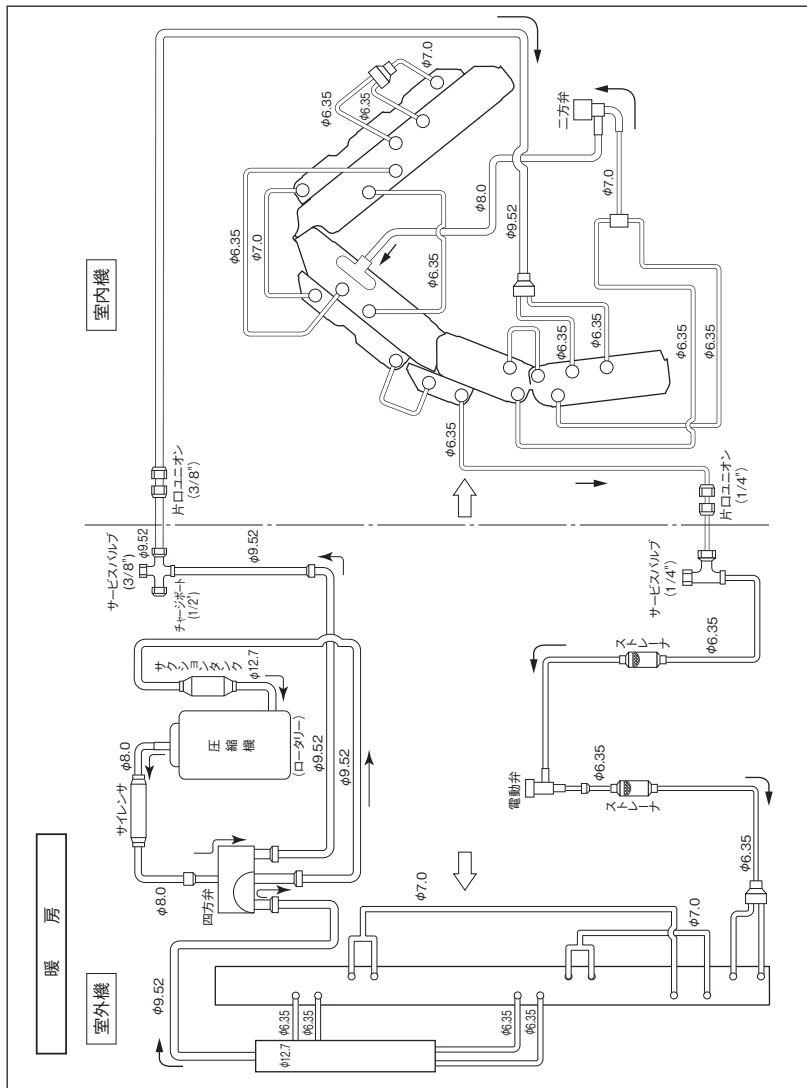 暖 房
室外機
室内機
φ9.52
φ8.0
四方弁
サイレンサ
φ8.0
圧縮機
(ロータリー)
サクションタンク
φ12.7
φ9.52
φ9.52
サービスバルブ
(3/8")
φ9.52
チャージポート
(1/2")
φ9.52
片口ユニオン
(3/8")
φ6.35
φ7.0
φ6.35
φ6.35
φ6.35
φ7.0
φ8.0
φ9.52
二方弁
φ7.0
φ6.35
φ6.35
φ6.35
φ6.35
φ6.35
片口ユニオン
(1/4")
サービスバルブ
(1/4")
ストレーナ
φ6.35
電動弁
φ6.35
ストレーナ
φ6.35
φ7.0
φ7.0
φ6.35
φ6.35
φ12.7
φ6.35
φ6.35